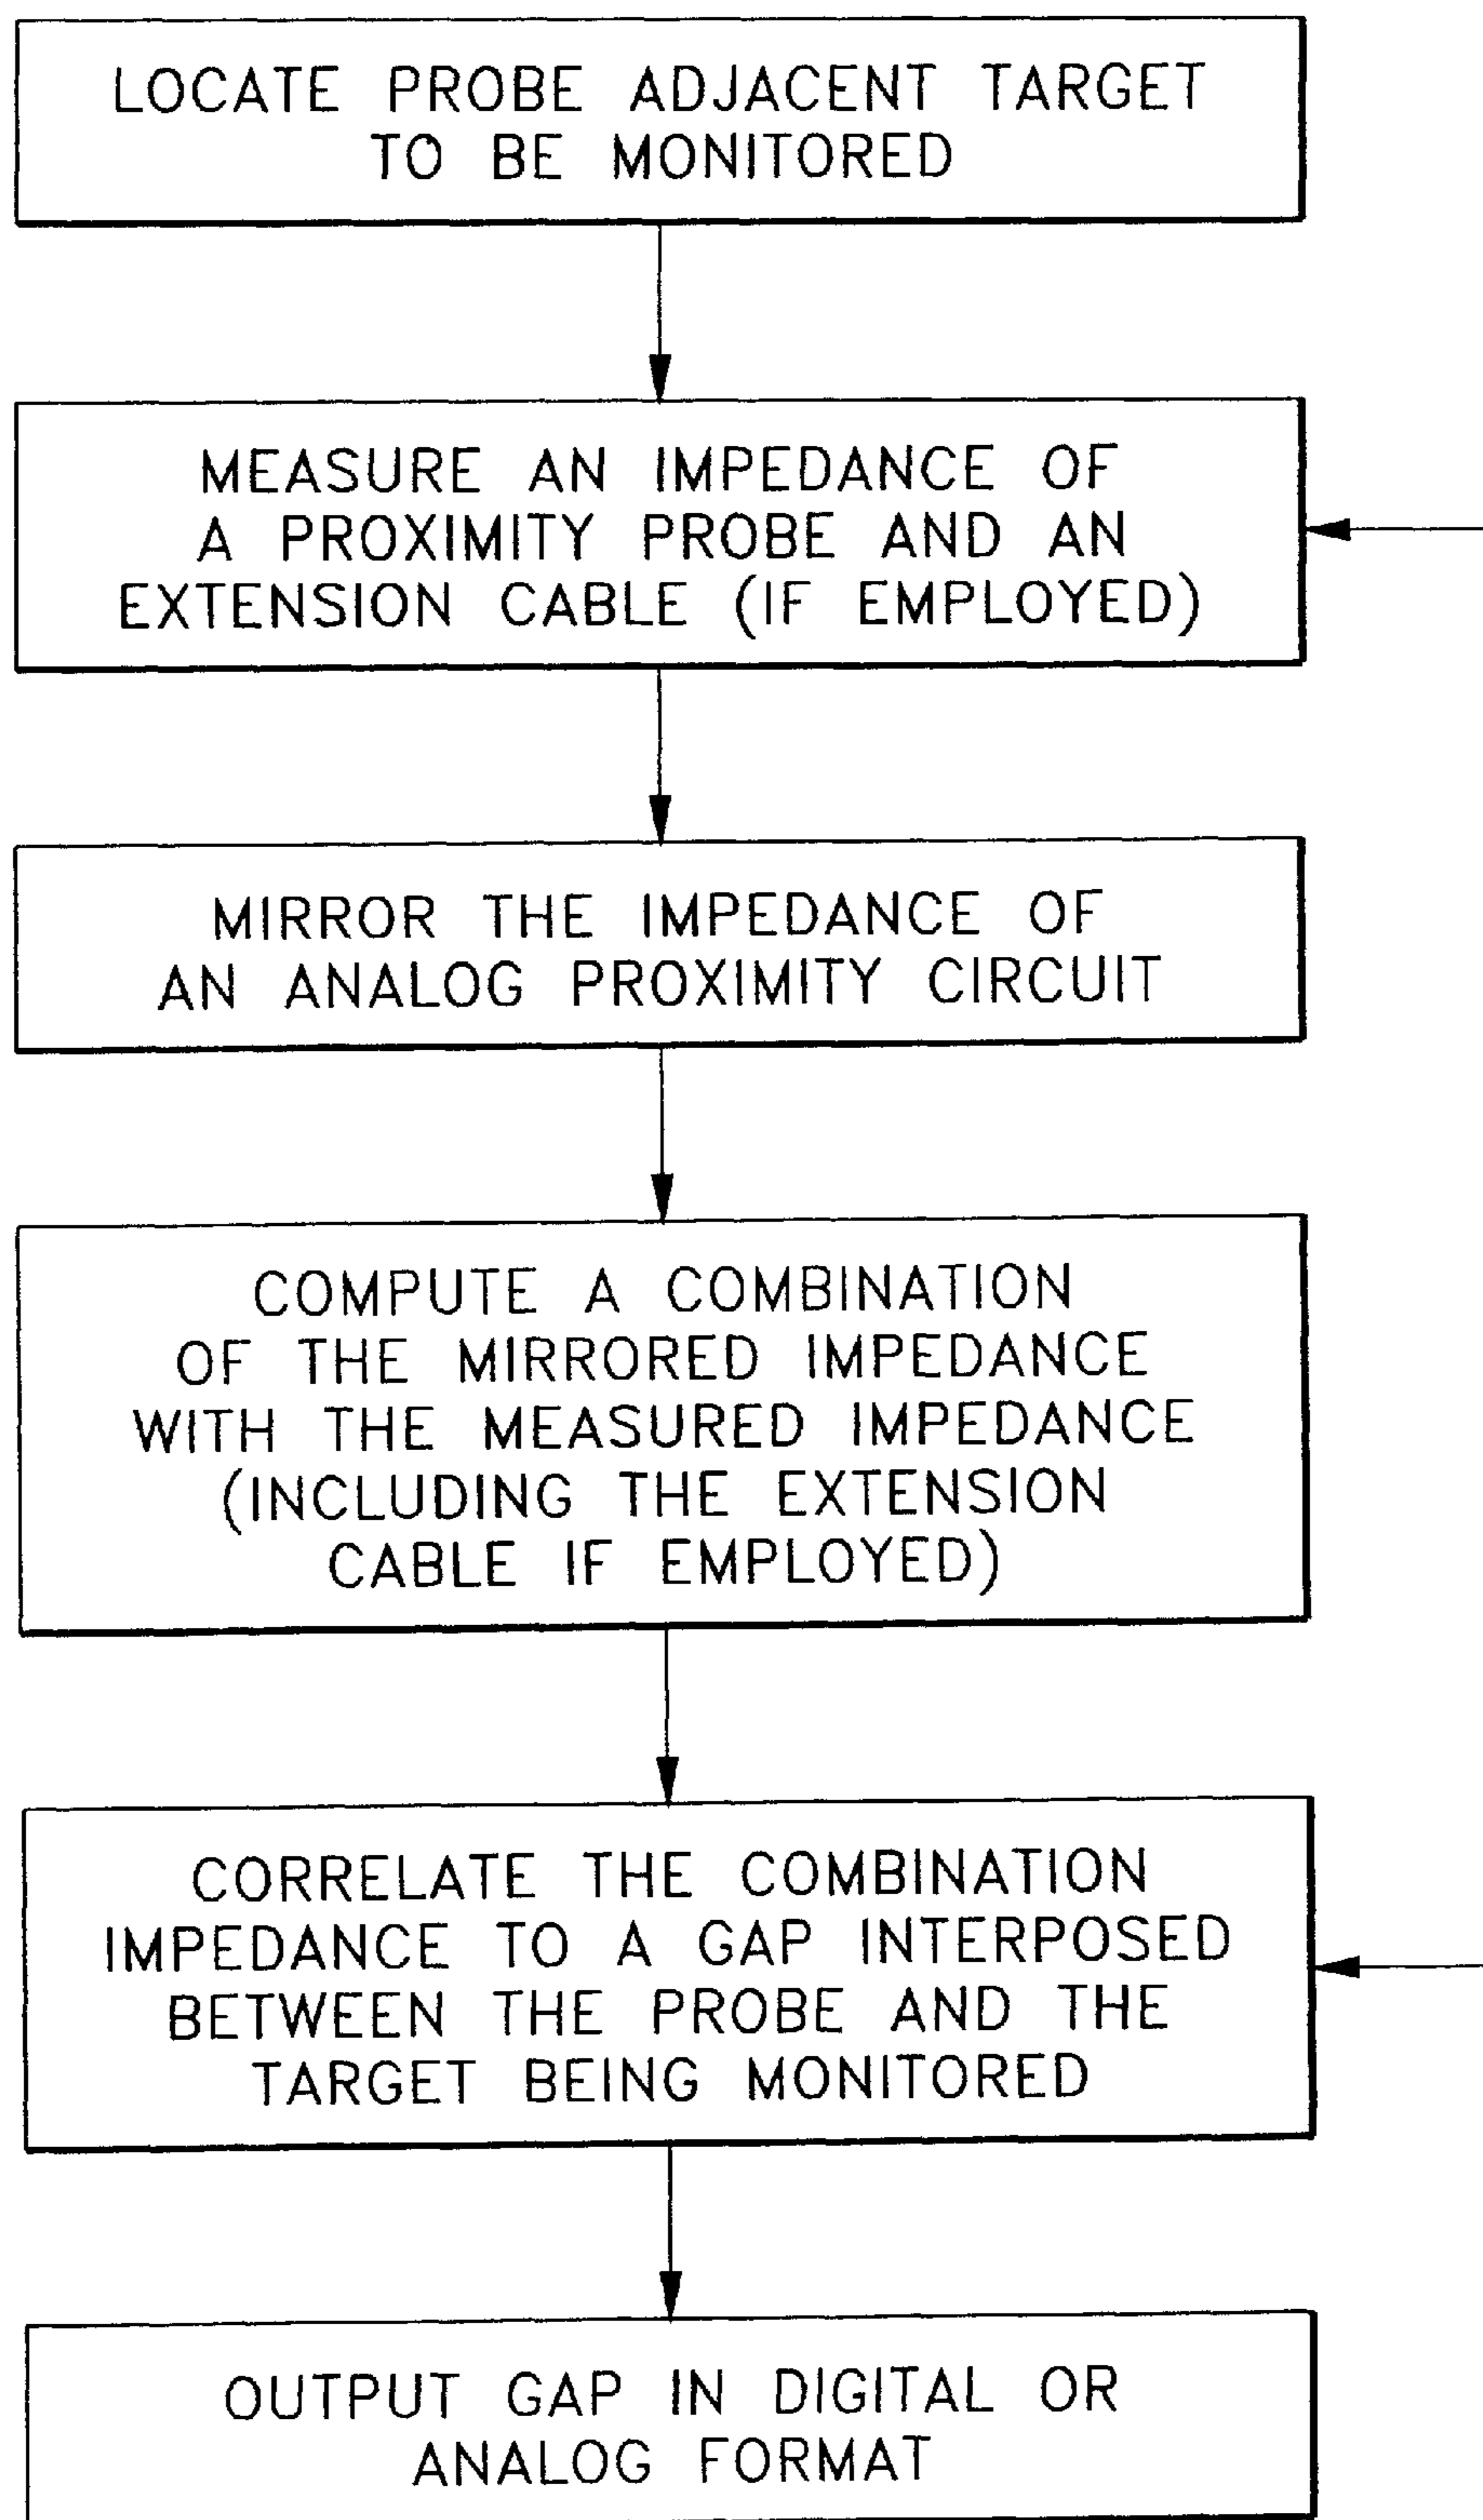 LOCATE PROBE ADJACENT TARGET
TO BE MONITORED
MEASURE AN IMPEDANCE OF
A PROXIMITY PROBE AND AN
EXTENSION CABLE (IF EMPLOYED)
MIRROR THE IMPEDANCE OF
AN ANALOG PROXIMITY CIRCUIT
COMPUTE A COMBINATION
OF THE MIRRORED IMPEDANCE
WITH THE MEASURED IMPEDANCE
(INCLUDING THE EXTENSION
CABLE IF EMPLOYED)
CORRELATE THE COMBINATION
IMPEDANCE TO A GAP INTERPOSED
BETWEEN THE PROBE AND THE
TARGET BEING MONITORED
OUTPUT GAP IN DIGITAL OR
ANALOG FORMAT